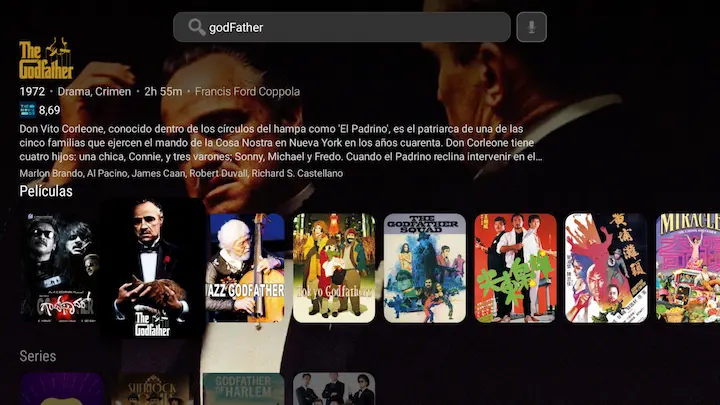 godFather
The
Godfather
1972 • Drama, Crimen • 2h 55m • Francis Ford Coppola
8,69
Don Vito Corleone, conocido dentro de los círculos del hampa como 'El Padrino', es el patriarca de una de las
cinco familias que ejercen el mando de la Cosa Nostra en Nueva York en los años cuarenta. Don Corleone tiene
cuatro hijos: una chica, Connie, y tres varones; Sonny, Michael y Fredo. Cuando el Padrino reclina intervenir en el...
Marlon Brando, Al Pacino, James Caan, Robert Duvall, Richard S. Castellano
Películas
The
Godfather
JAZZ GODFATHER
Tokyo Godfathers
THE
GODFATHER
SQUAD
MIRACLE
Series
SHERLOCK
GODFATHER
OF HARLEM